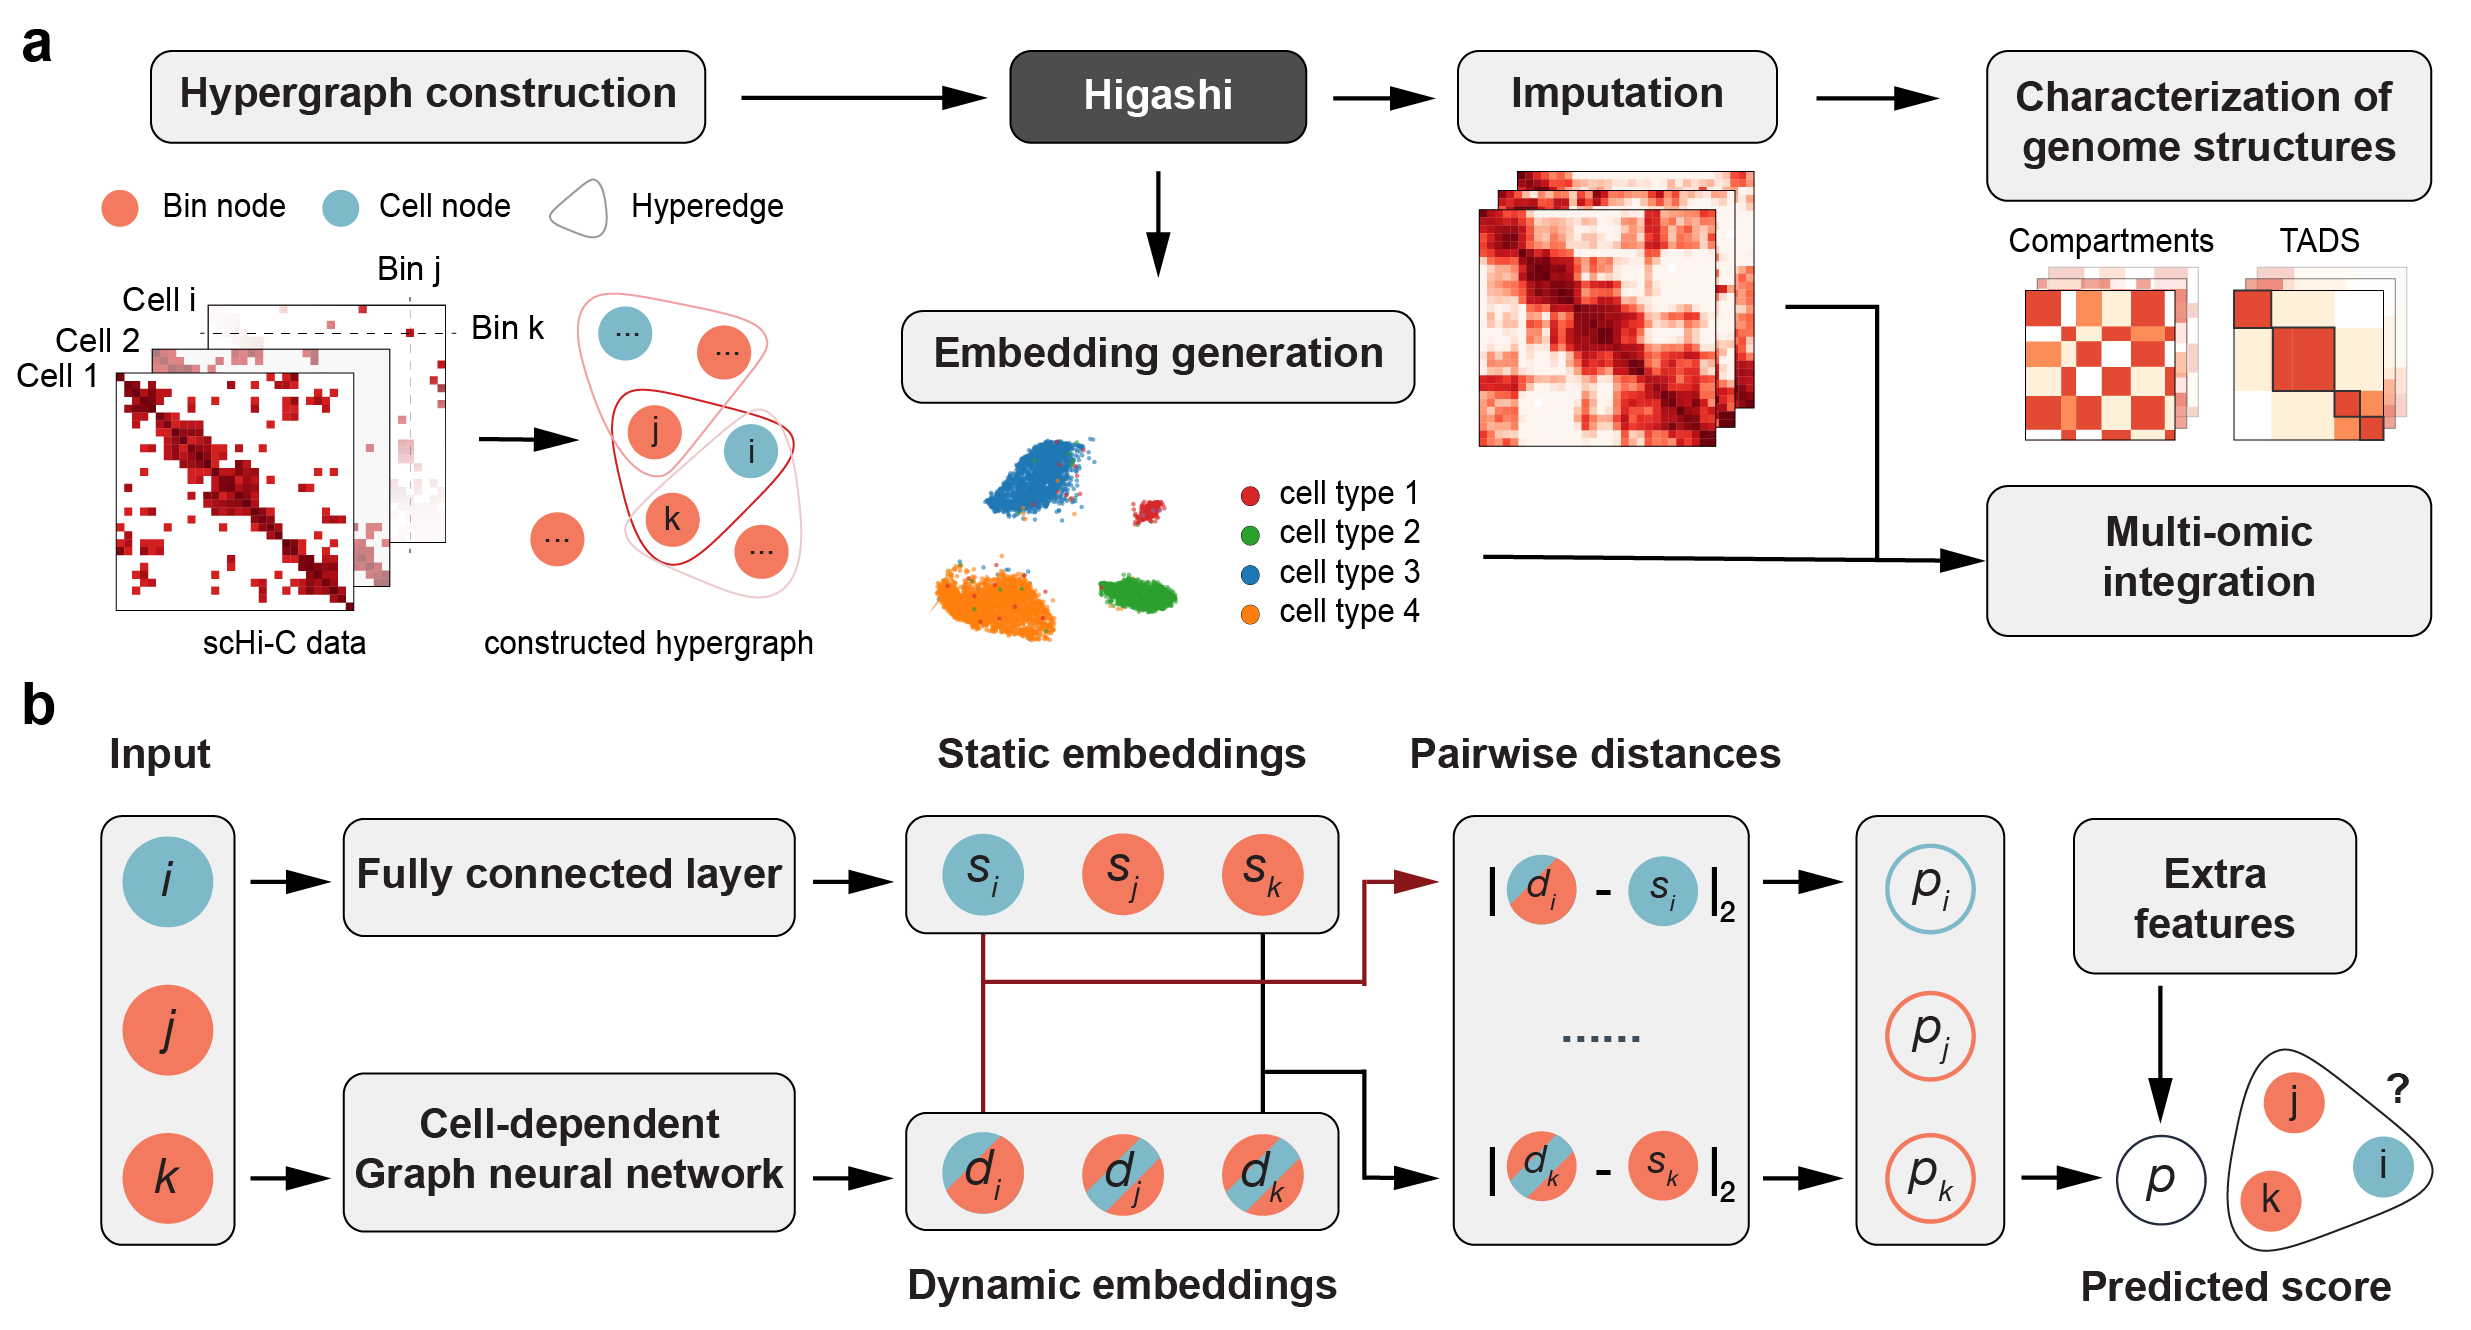 a
Hypergraph construction
Higashi
Imputation
Characterization of
genome structures
Bin node
Cell node
Hyperedge
Compartments
TADS
Bin j
Cell i
Bin k
Cell 2
Cell 1
...
...
j
i
k
...
...
scHi-C data
constructed hypergraph
Embedding generation
cell type 1
cell type 2
cell type 3
cell type 4
Multi-omic
integration
b
Input
Static embeddings
Pairwise distances
i
j
k
Fully connected layer
Cell-dependent
Graph neural network
s_i s_j s_k
d_i d_j d_k
Dynamic embeddings
| d_i - s_i |_2
......
| d_k - s_k |_2
p_i
p_j
p_k
Extra
features
p
j
i
k
?
Predicted score